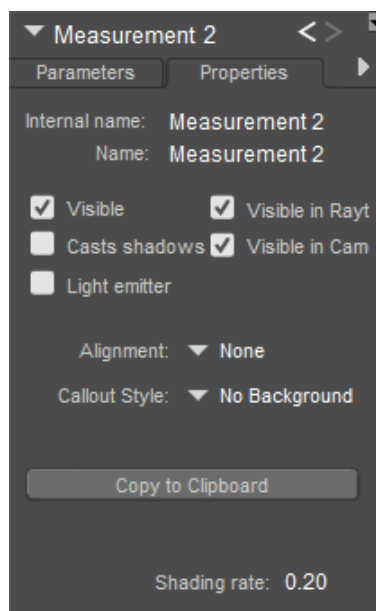 Measurement 2
Parameters Properties
Internal name: Measurement 2
Name: Measurement 2
Visible Visible in Rayt
Casts shadows Visible in Cam
Light emitter
Alignment: None
Callout Style: No Background
Copy to Clipboard
Shading rate: 0.20